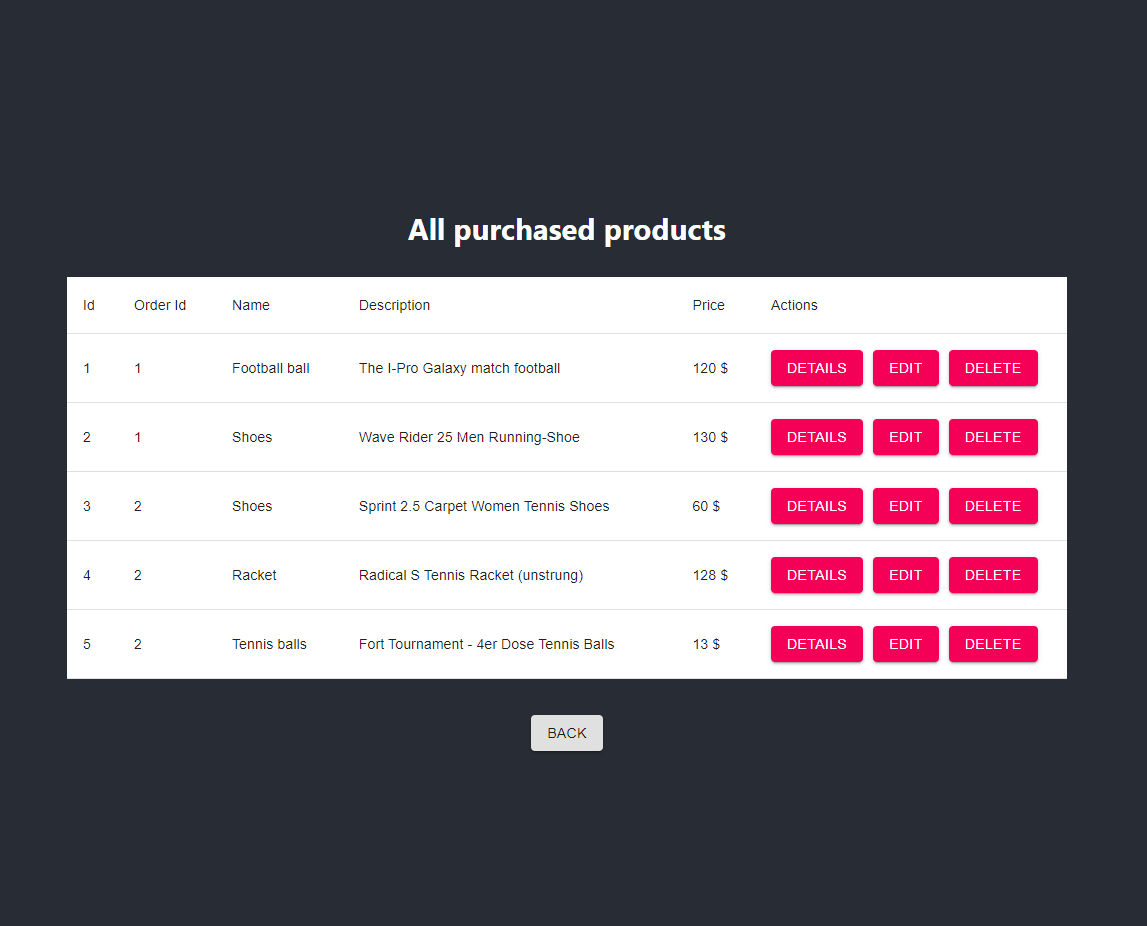 All purchased products
Id Order Id Name Description Price Actions
1 1 Football ball The I-Pro Galaxy match football 120 $ DETAILS EDIT DELETE
2 1 Shoes Wave Rider 25 Men Running-Shoe 130 $ DETAILS EDIT DELETE
3 2 Shoes Sprint 2.5 Carpet Women Tennis Shoes 60 $ DETAILS EDIT DELETE
4 2 Racket Radical S Tennis Racket (unstrung) 128 $ DETAILS EDIT DELETE
5 2 Tennis balls Fort Tournament - 4er Dose Tennis Balls 13 $ DETAILS EDIT DELETE
BACK